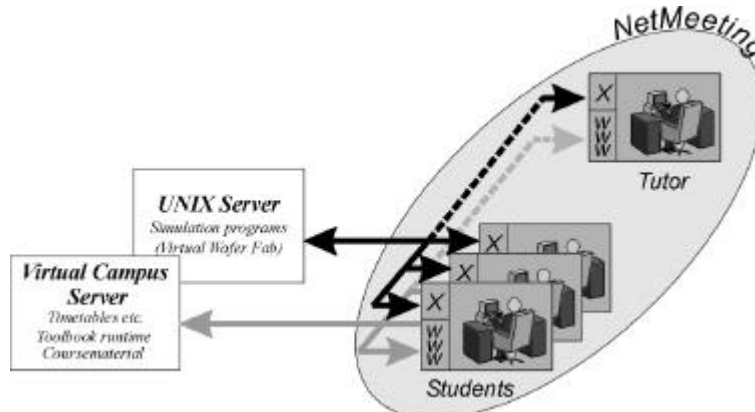 NetMeeting
X
W
W
W
Tutor
UNIX Server
Simulation programs
(Virtual Wafer Fab)
Virtual Campus
Server
Timetables etc.
Toolbook runtime
Coursematerial
X
X
X
W
W
W
Students